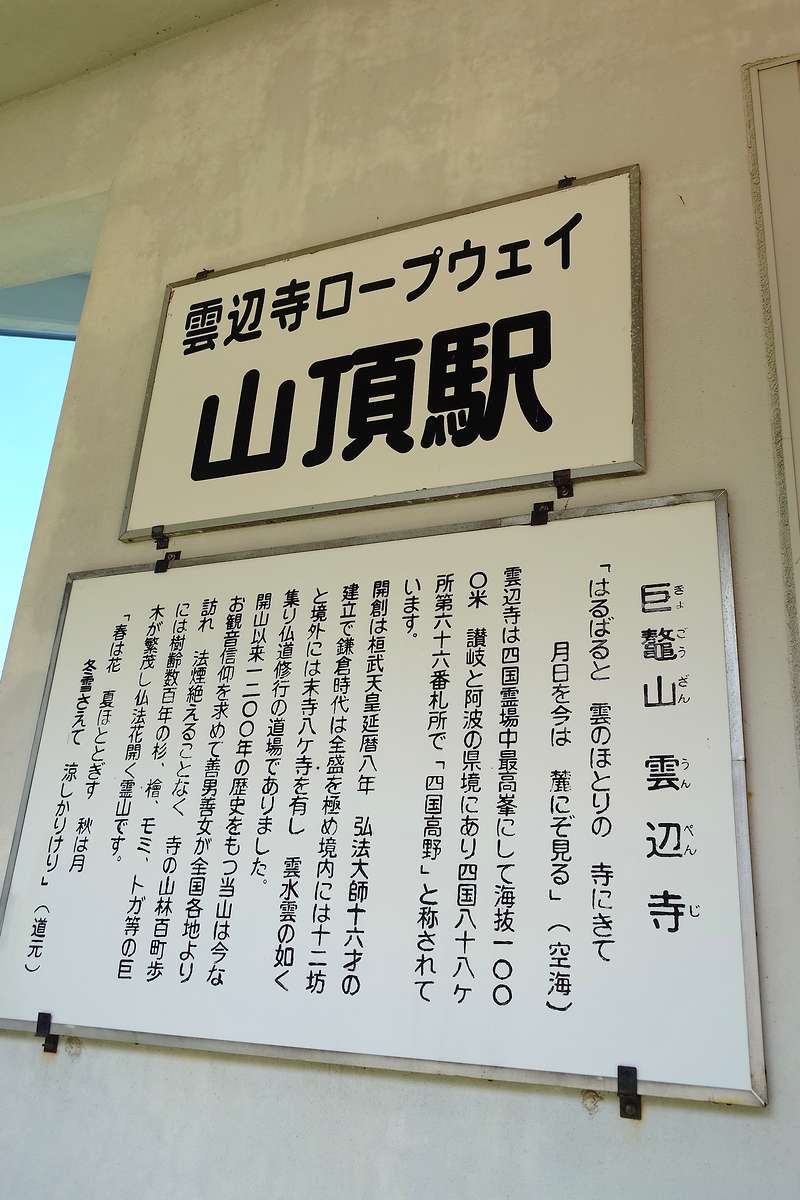 雲辺寺ロープウェイ
山頂駅
巨鼇山 雲辺寺
きょ ごう ざん うん ぺん じ
「はるばると 雲のほとりの 寺にきて
月日を今は 麓にぞ見る」(空海)
雲辺寺は四国霊場中最高峯にして海抜一〇〇
〇米 讃岐と阿波の県境にあり四国八十八ヶ
所第六十六番札所で「四国高野」と称されて
います。
開創は桓武天皇延暦八年 弘法大師十六才の
建立で鎌倉時代は全盛を極め境内には十二坊
と境外には末寺八ケ寺を有し 雲水雲の如く
集り仏道修行の道場でありました。
開山以来一二〇〇年の歴史をもつ当山は今な
お観音信仰を求めて善男善女が全国各地より
訪れ 法煙絶えることなく 寺の山林百町歩
には樹齢数百年の杉、檜、モミ、トガ等の巨
木が繁茂し仏法花開く霊山です。
「春は花 夏ほととぎす 秋は月
冬雪さえて 涼しかりけり」(道元)